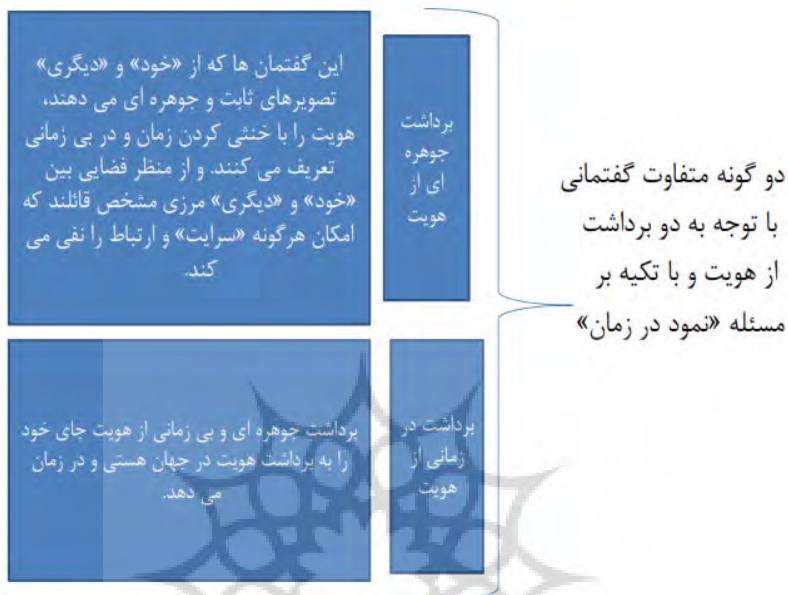 دو گونه متفاوت گفتمانی
با توجه به دو برداشت
از هویت و با تکیه بر
مسئله «نمود در زمان»
برداشت
جوهره
ای از
هویت
این گفتمان ها که از «خود» و «دیگری»
تصویرهای ثابت و جوهره ای می دهند،
هویت را با خنثی کردن زمان و در بی زمانی
تعریف می کنند. و از منظر فضایی بین
«خود» و «دیگری» مرزی مشخص قائلند که
امکان هرگونه «سرایت» و ارتباط را نفی می
کند.
برداشت در
زمانی از
هویت
برداشت جوهره ای و بی زمانی از هویت جای خود
را به برداشت هویت در جهان هستی و در زمان
می دهد.